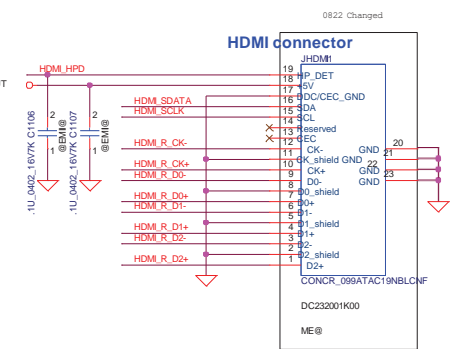 0822 Changed
HDMI connector
JHDMI1
HDMI_HPD
19
HP_DET
18
+5V
17
DDC/CEC_GND
HDMI_SDATA
16
SDA
HDMI_SCLK
15
SCL
14
Reserved
13
CEC
HDMI_R_CK-
12
CK-
GND
20
11
CK_shield
GND
21
HDMI_R_CK+
10
CK+
GND
22
HDMI_R_D0-
9
D0-
GND
23
8
D0_shield
HDMI_R_D0+
7
D0+
HDMI_R_D1-
6
D1-
5
D1_shield
HDMI_R_D1+
4
D1+
HDMI_R_D2-
3
D2-
2
D2_shield
HDMI_R_D2+
1
D2+
CONCR_099ATAC19NBLCNF
DC232001K00
ME@
.1U_0402_16V7K C1106
2
1
@EMI@
.1U_0402_16V7K C1107
2
1
@EMI@